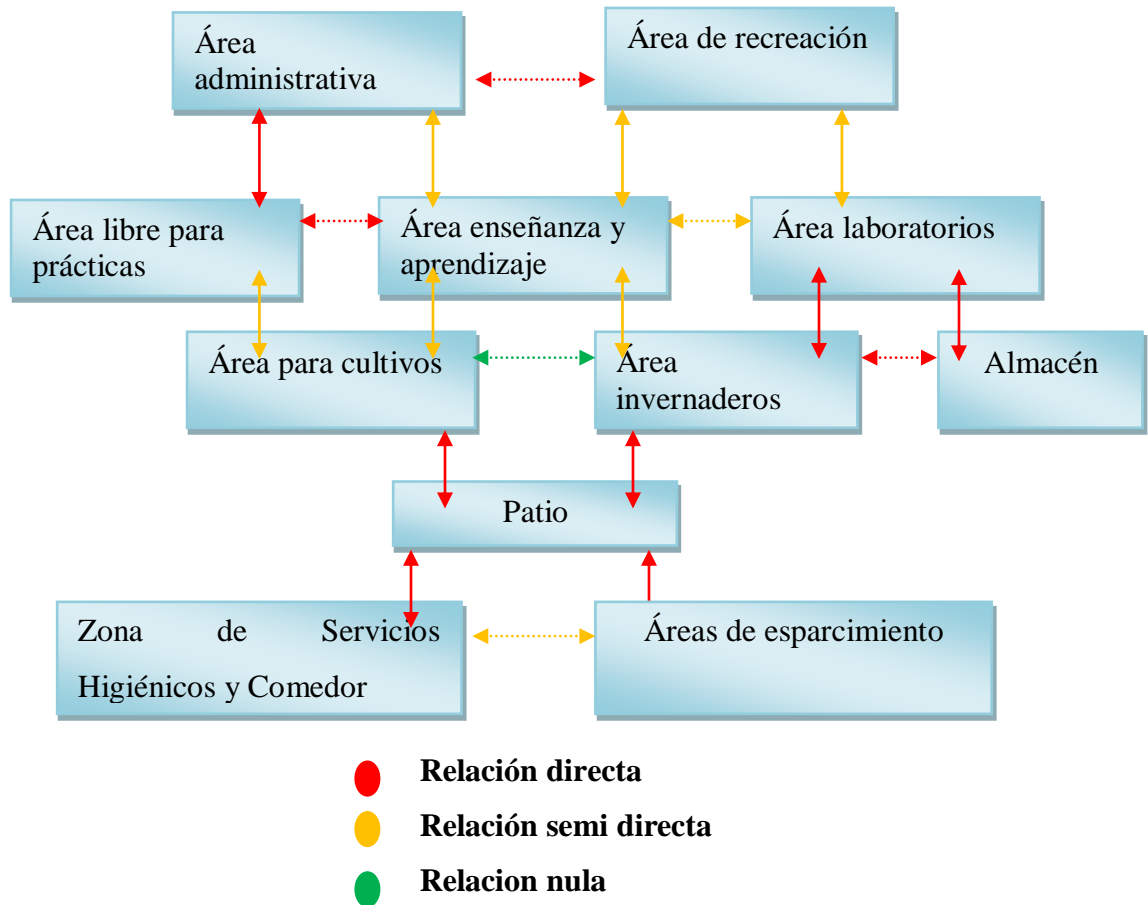 Área
administrativa
Área de recreación
Área libre para
prácticas
Área enseñanza y
aprendizaje
Área laboratorios
Área para cultivos
Área
invernaderos
Almacén
Patio
Zona de Servicios
Higiénicos y Comedor
Áreas de esparcimiento
Relación directa
Relación semi directa
Relacion nula